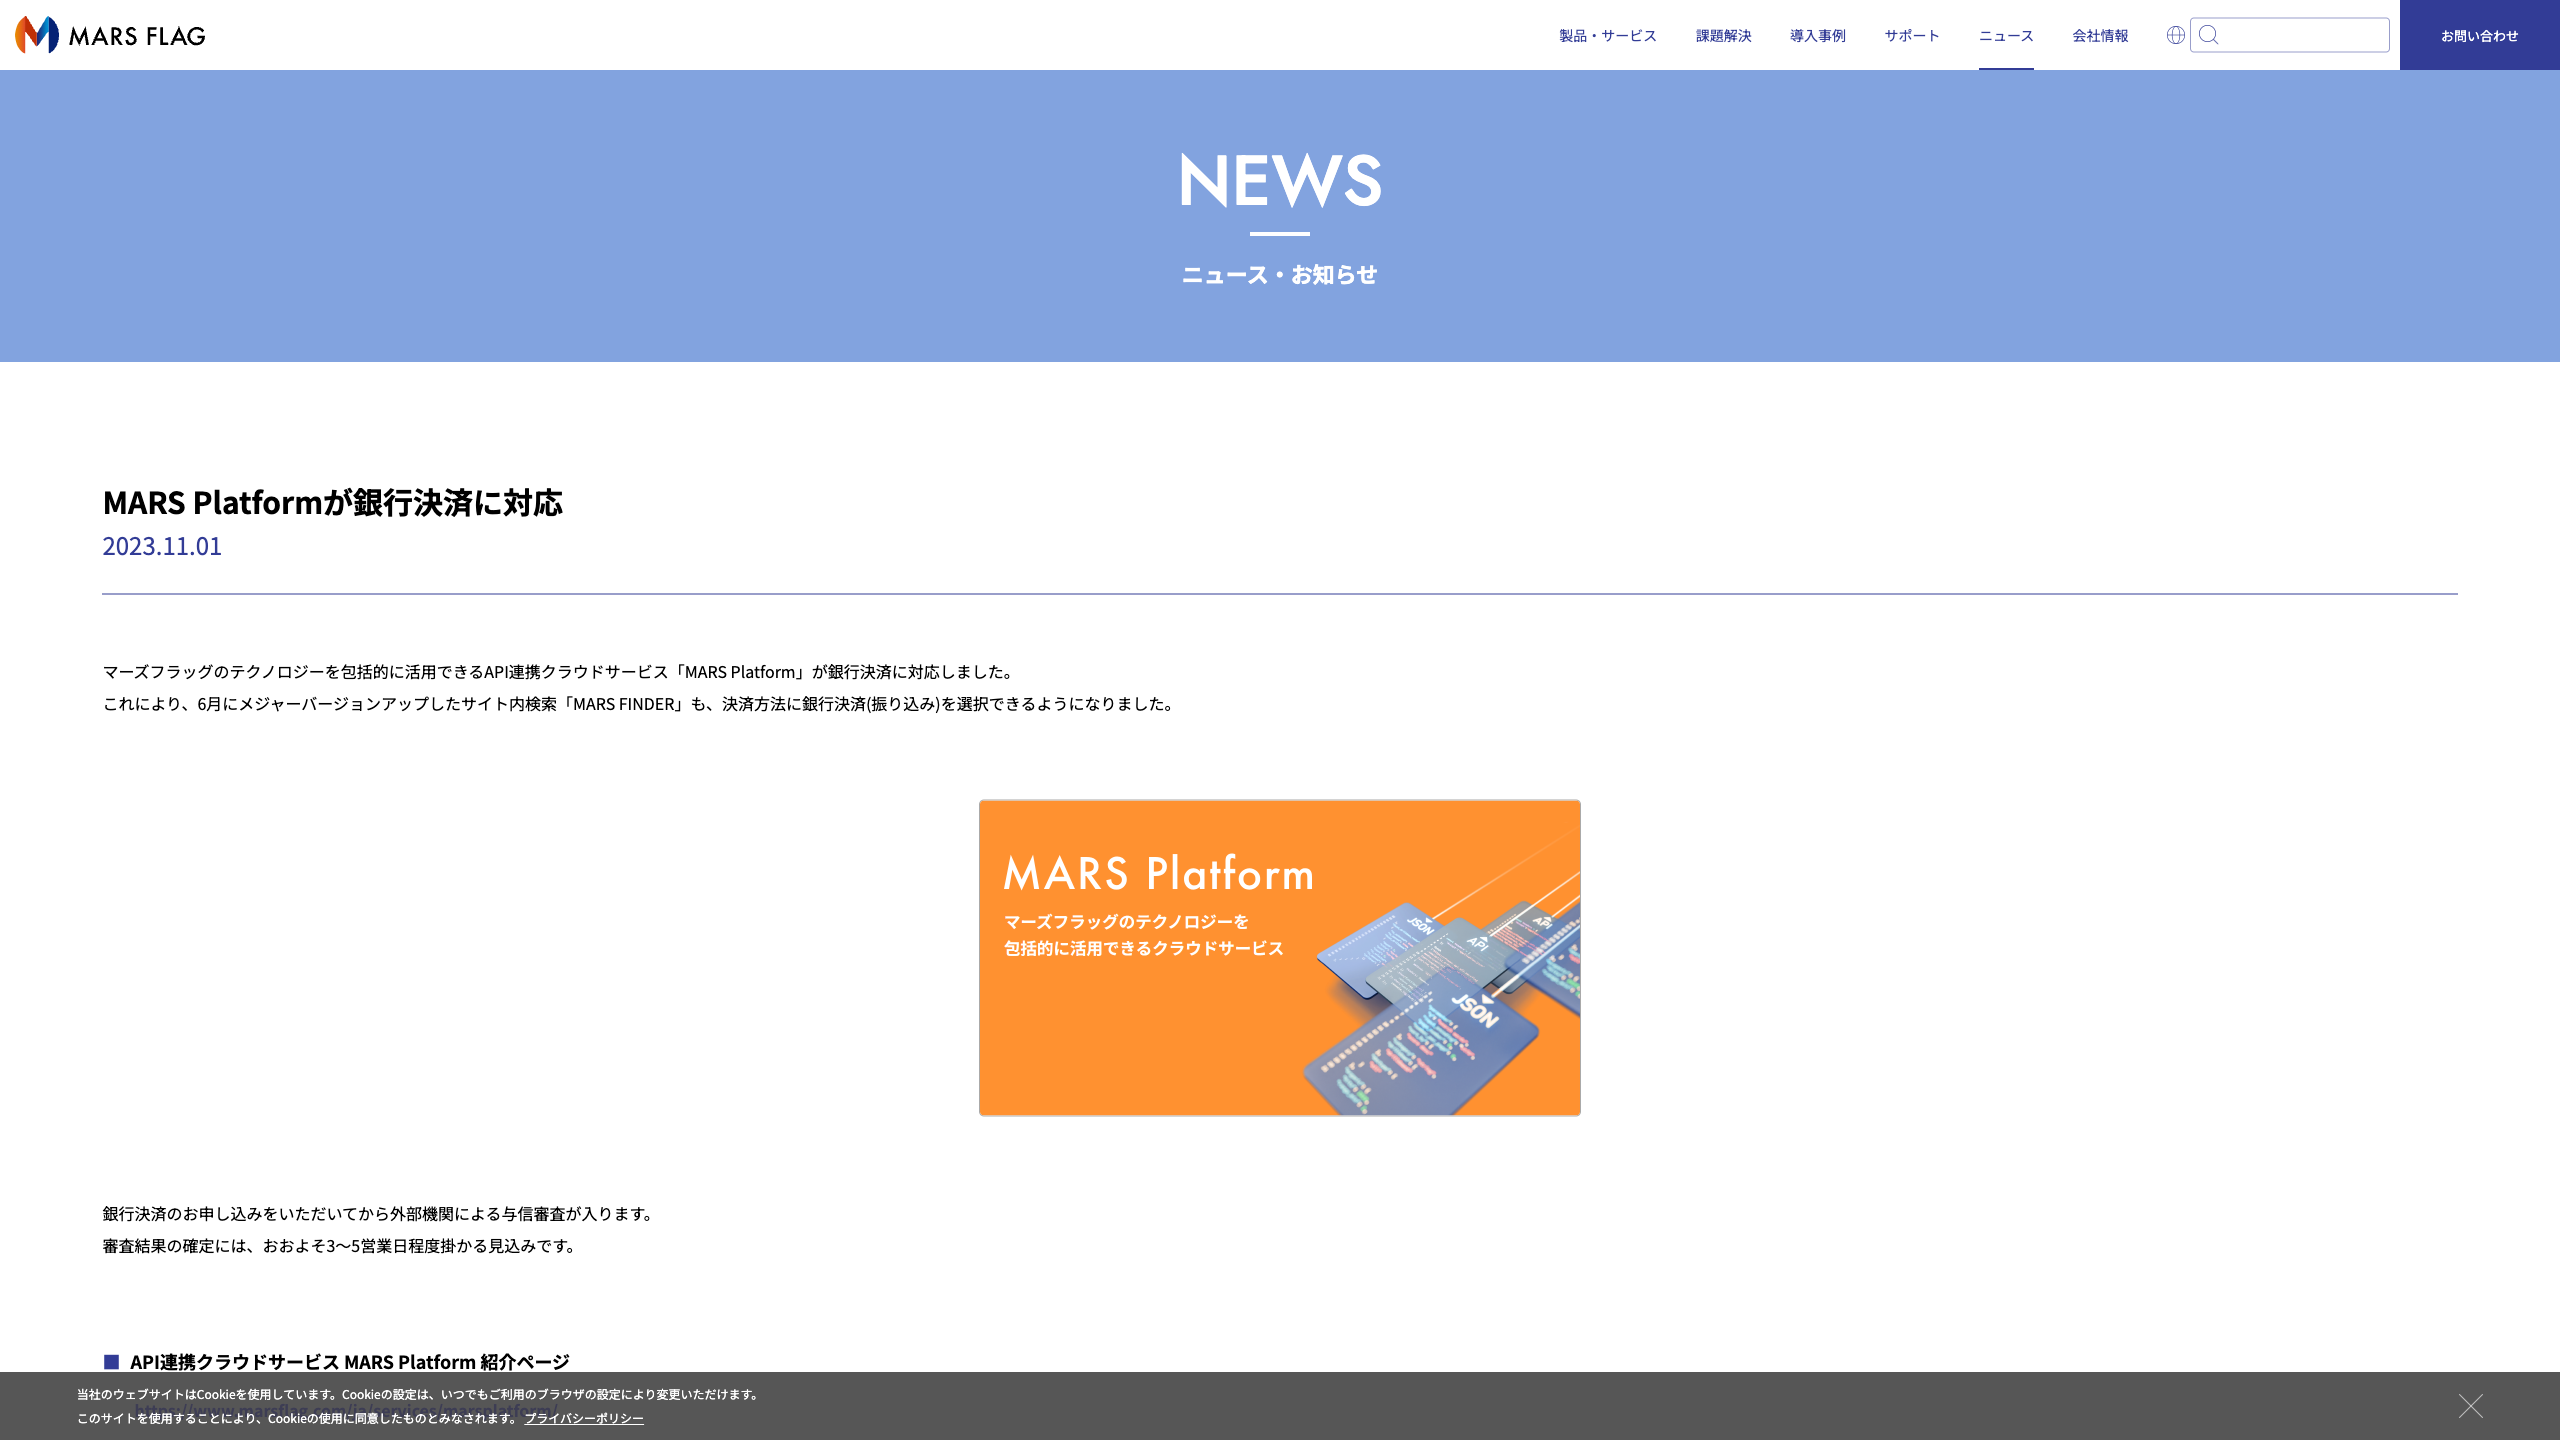 MARS FLAG
製品・サービス
課題解決
導入事例
サポート
ニュース
会社情報
お問い合わせ
NEWS
ニュース・お知らせ
MARS Platformが銀行決済に対応
2023.11.01
マーズフラッグのテクノロジーを包括的に活用できるAPI連携クラウドサービス「MARS Platform」が銀行決済に対応しました。
これにより、6月にメジャーバージョンアップしたサイト内検索「MARS FINDER」も、決済方法に銀行決済(振り込み)を選択できるようになりました。
MARS Platform
マーズフラッグのテクノロジーを
包括的に活用できるクラウドサービス
JSON
API
API
JSON
銀行決済のお申し込みをいただいてから外部機関による与信審査が入ります。
審査結果の確定には、おおよそ3〜5営業日程度掛かる見込みです。
■ API連携クラウドサービス MARS Platform 紹介ページ
https://www.marsflag.com/ja/services/marsplatform/
当社のウェブサイトはCookieを使用しています。Cookieの設定は、いつでもご利用のブラウザの設定により変更いただけます。
このサイトを使用することにより、Cookieの使用に同意したものとみなされます。 プライバシーポリシー